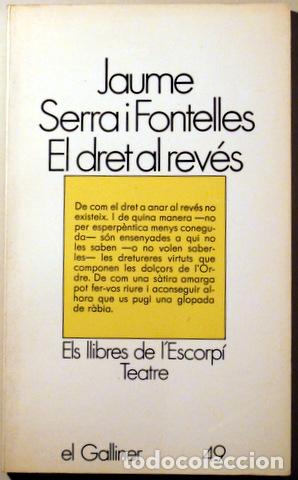 Jaume
Serra i Fontelles
El dret al revés
De com el dret a anar al revés no
existeix. I de quina manera —no
per esperpèntica menys conegu-
da— són ensenyades a qui no
les saben —o no volen saber-
les— les dretureres virtuts que
componen les dolçors de l'Or-
dre. De com una sàtira amarga
pot fer-vos riure i aconseguir al-
hora que us pugi una glopada
de ràbia.
Els llibres de l'Escorpí
Teatre
el Galliner 49
todocoleccion.net